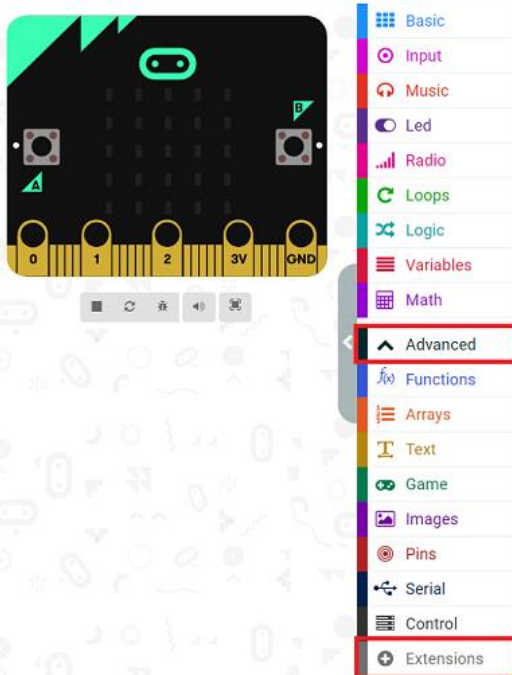 B
A
0 1 2 3V GND
Basic
Input
Music
Led
Radio
Loops
Logic
Variables
Math
Advanced
f(x) Functions
Arrays
T Text
Game
Images
Pins
Serial
Control
Extensions